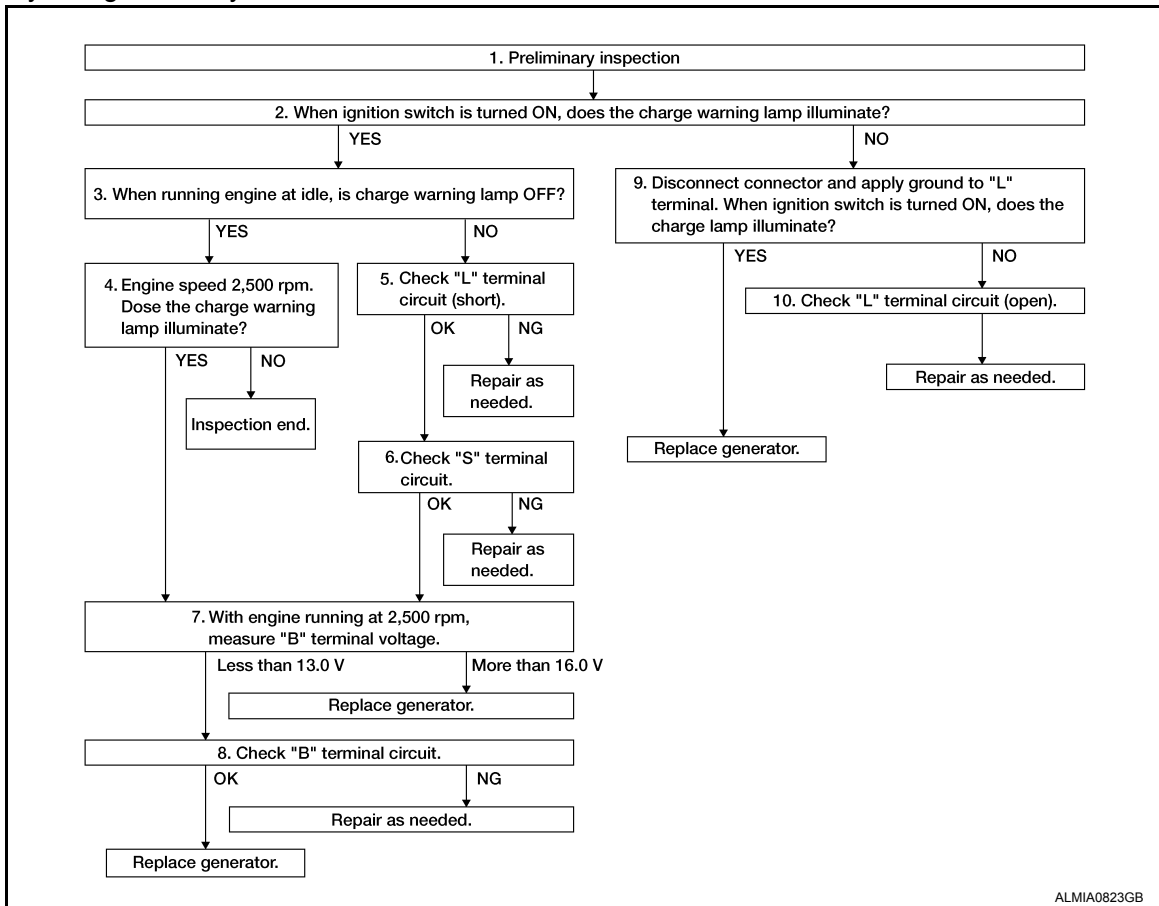 1. Preliminary inspection
2. When ignition switch is turned ON, does the charge warning lamp illuminate?
YES
NO
3. When running engine at idle, is charge warning lamp OFF?
9. Disconnect connector and apply ground to "L"
terminal. When ignition switch is turned ON, does the
charge lamp illuminate?
YES
NO
YES
NO
4. Engine speed 2,500 rpm.
Dose the charge warning
lamp illuminate?
5. Check "L" terminal
circuit (short).
10. Check "L" terminal circuit (open).
OK
NG
YES
NO
Repair as
needed.
Repair as needed.
Inspection end.
Replace generator.
6. Check "S" terminal
circuit.
OK
NG
Repair as
needed.
7. With engine running at 2,500 rpm,
measure "B" terminal voltage.
Less than 13.0 V
More than 16.0 V
Replace generator.
8. Check "B" terminal circuit.
OK
NG
Repair as needed.
Replace generator.
ALMIA0823GB